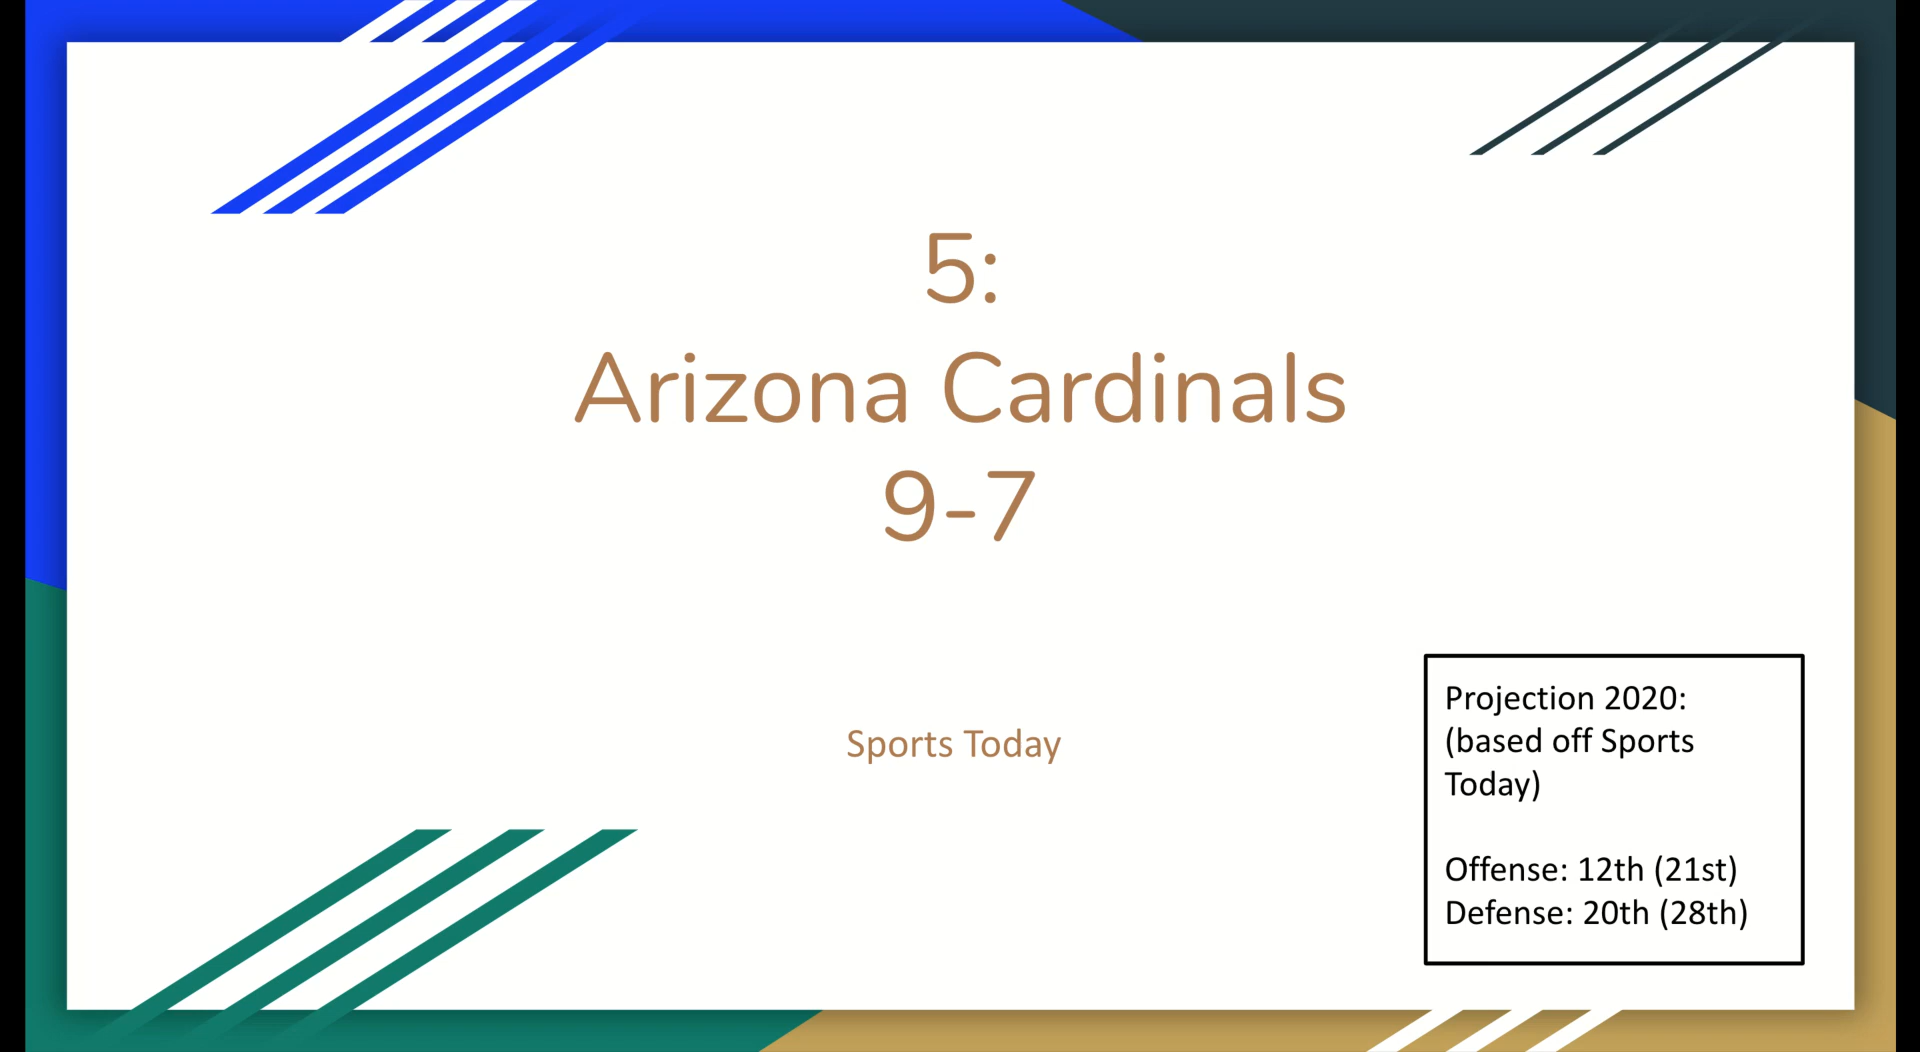 5:
Arizona Cardinals
9-7
Sports Today
Projection 2020:
(based off Sports
Today)
Offense: 12th (21st)
Defense: 20th (28th)